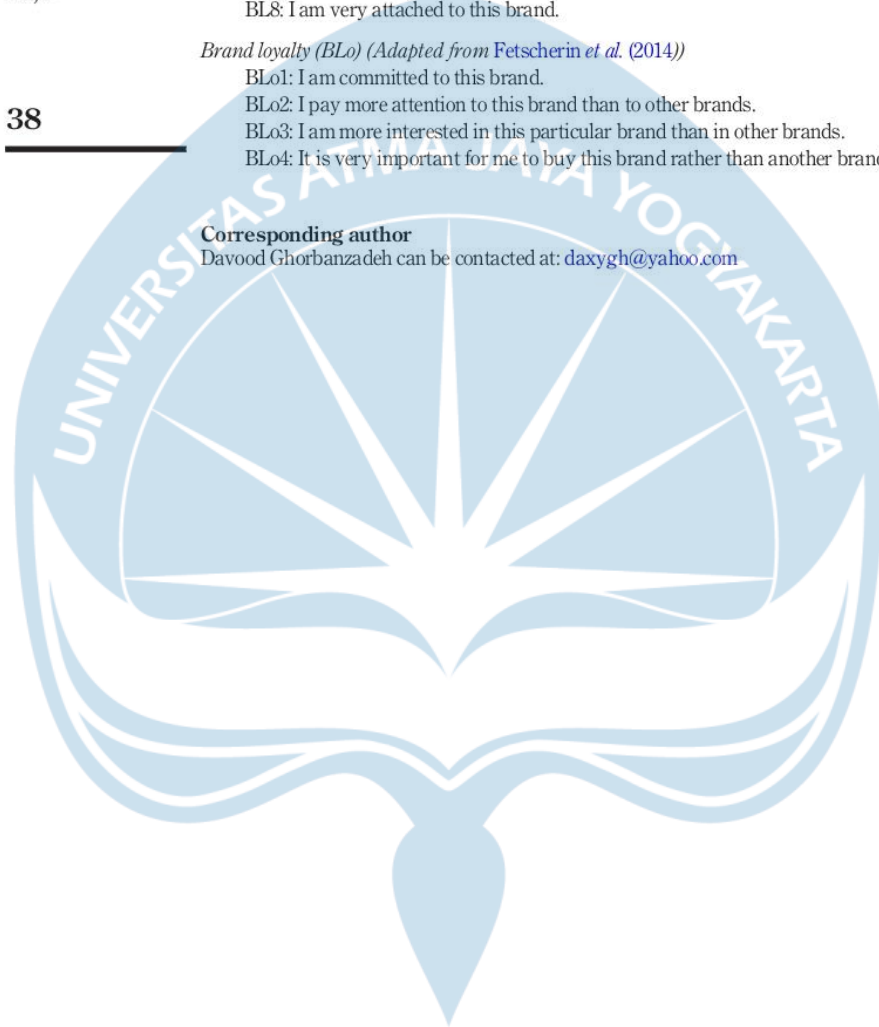 BL8: I am very attached to this brand.
Brand loyalty (BLo) (Adapted from Fetscherin et al. (2014))
BLo1: I am committed to this brand.
38
BLo2: I pay more attention to this brand than to other brands.
BLo3: I am more interested in this particular brand than in other brands.
BLo4: It is very important for me to buy this brand rather than another
UNIVERSITAS ATMA JAYA YOGYAKARTA
Corresponding author
Davood Ghorbanzadeh can be contacted at: daxygh@yahoo.com